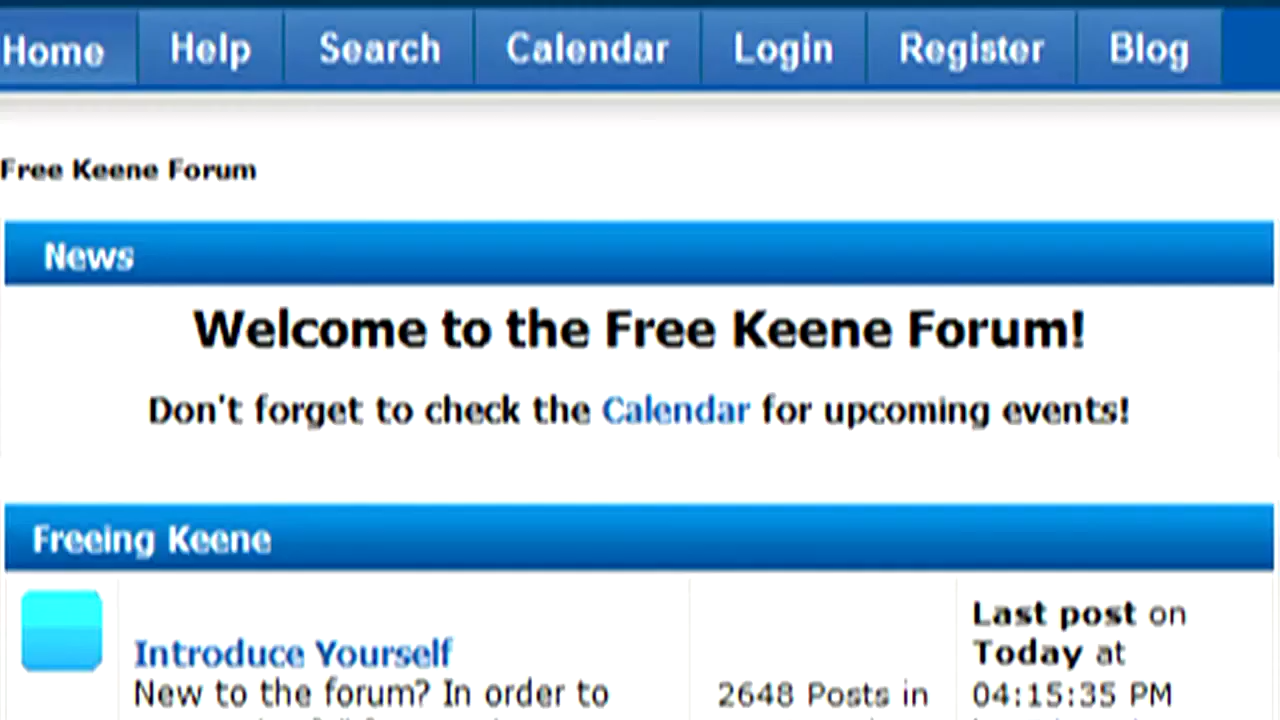 Home Help Search Calendar Login Register Blog
Free Keene Forum
News
Welcome to the Free Keene Forum!
Don't forget to check the Calendar for upcoming events!
Freeing Keene
Introduce Yourself
New to the forum? In order to
2648 Posts in
Last post on
Today at
04:15:35 PM